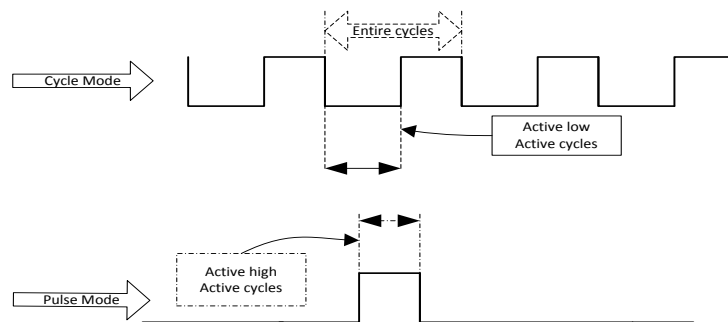 Entire cycles
Cycle Mode
Active low
Active cycles
Active high
Active cycles
Pulse Mode